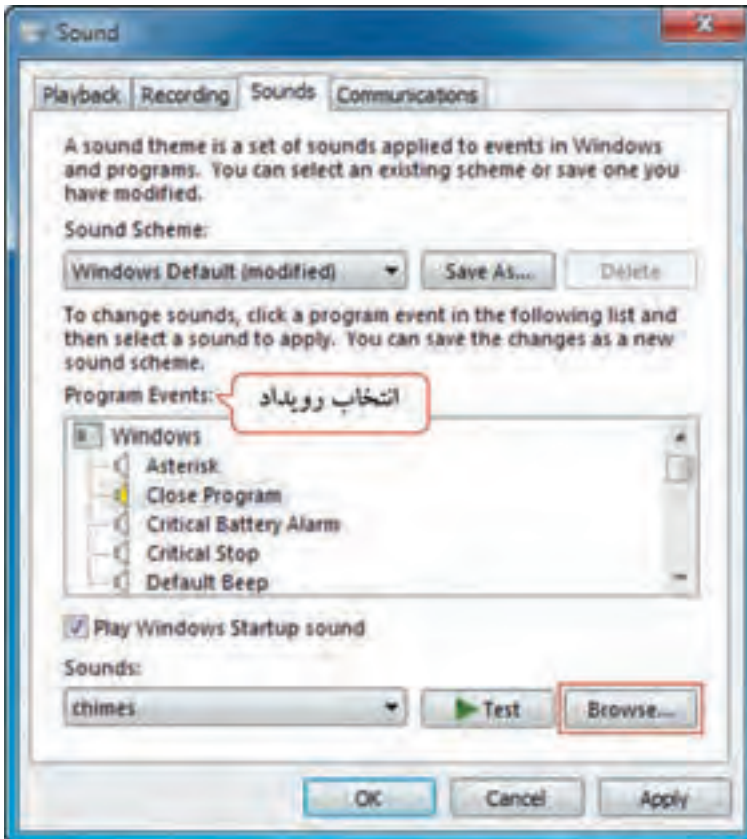 Sound
Playback
Recording
Sounds
Communications
A sound theme is a set of sounds applied to events in Windows
and programs. You can select an existing scheme or save one you
have modified.
Sound Scheme:
Windows Default (modified)
Save As...
Delete
To change sounds, click a program event in the following list and
then select a sound to apply. You can save the changes as a new
sound scheme.
Program Events:
انتخاب رویداد
Windows
Asterisk
Close Program
Critical Battery Alarm
Critical Stop
Default Beep
Play Windows Startup sound
Sounds:
chimes
Test
Browse...
OK
Cancel
Apply